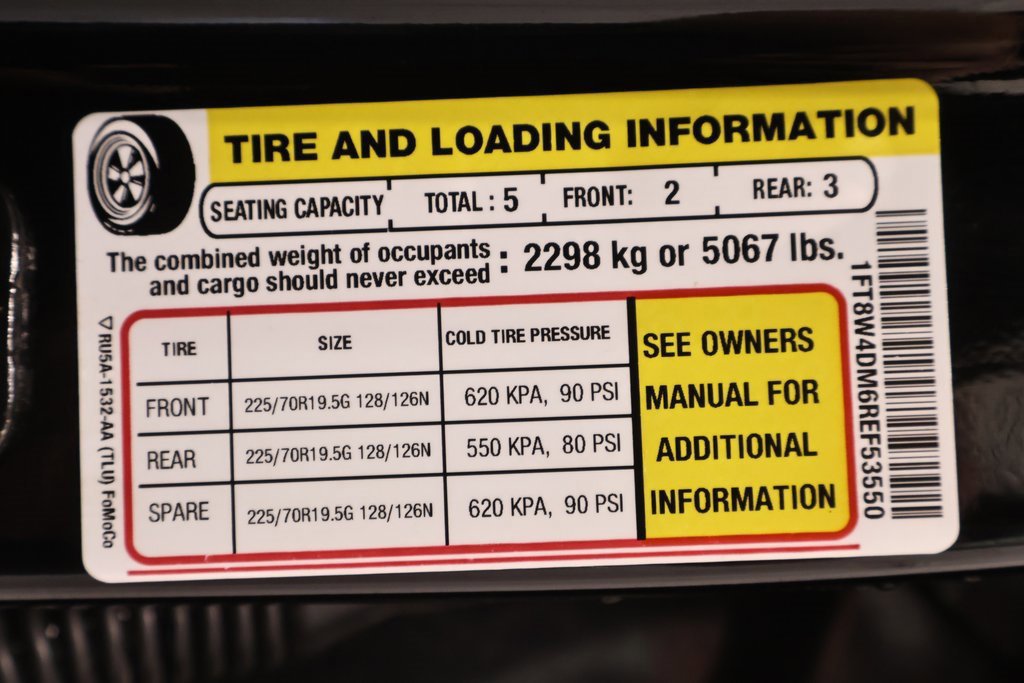 TIRE AND LOADING INFORMATION
SEATING CAPACITY TOTAL : 5 FRONT: 2 REAR: 3
The combined weight of occupants
and cargo should never exceed : 2298 kg or 5067 lbs.
TIRE SIZE COLD TIRE PRESSURE
FRONT 225/70R19.5G 128/126N 620 KPA, 90 PSI
REAR 225/70R19.5G 128/126N 550 KPA, 80 PSI
SPARE 225/70R19.5G 128/126N 620 KPA, 90 PSI
SEE OWNERS
MANUAL FOR
ADDITIONAL
INFORMATION
1FT8W4DM6REF53550
RU5A-1532-AA (TLU) FoMoCo